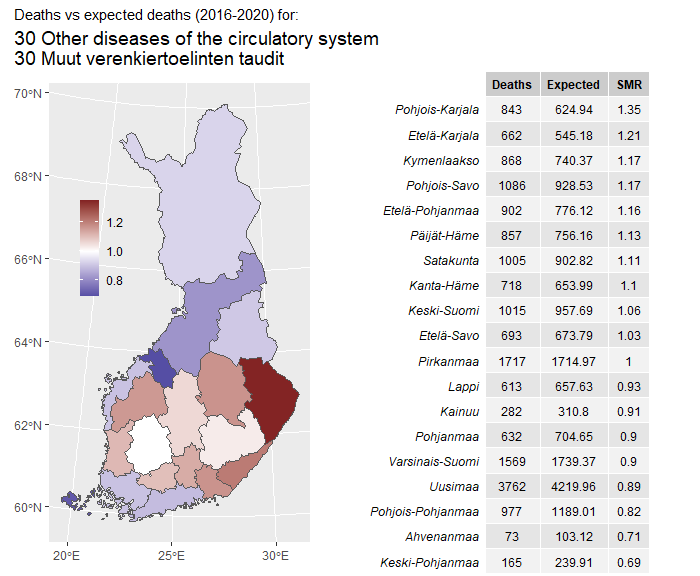 Deaths vs expected deaths (2016-2020) for:
30 Other diseases of the circulatory system
30 Muut verenkiertoelinten taudit
Deaths Expected SMR
Pohjois-Karjala 843 624.94 1.35
Etelä-Karjala 662 545.18 1.21
Kymenlaakso 868 740.37 1.17
Pohjois-Savo 1086 928.53 1.17
Etelä-Pohjanmaa 902 776.12 1.16
Päijät-Häme 857 756.16 1.13
Satakunta 1005 902.82 1.11
Kanta-Häme 718 653.99 1.1
Keski-Suomi 1015 957.69 1.06
Etelä-Savo 693 673.79 1.03
Pirkanmaa 1717 1714.97 1
Lappi 613 657.63 0.93
Kainuu 282 310.8 0.91
Pohjanmaa 632 704.65 0.9
Varsinais-Suomi 1569 1739.37 0.9
Uusimaa 3762 4219.96 0.89
Pohjois-Pohjanmaa 977 1189.01 0.82
Ahvenanmaa 73 103.12 0.71
Keski-Pohjanmaa 165 239.91 0.69
70°N
68°N
66°N
64°N
62°N
60°N
20°E 25°E 30°E
1.2
1.0
0.8